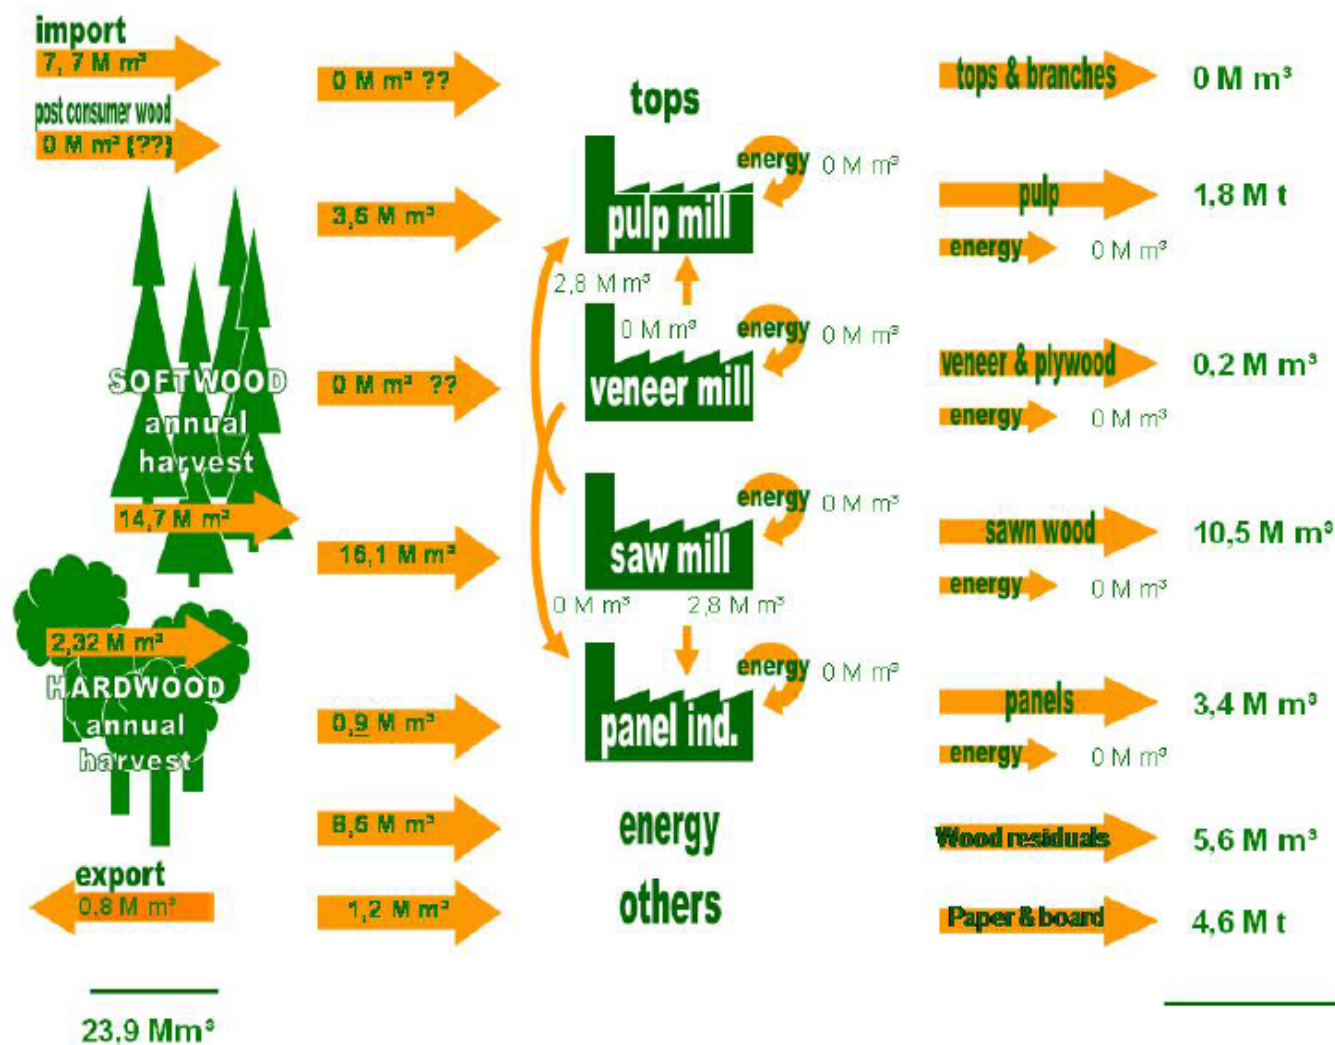 import
7, 7 M m³
post consumer wood
0 M m³ (??)
SOFTWOOD
annual
harvest
14,7 M m³
2,32 M m³
HARDWOOD
annual
harvest
export
0,8 M m³
23,9 Mm³
0 M m³ ??
3,6 M m³
0 M m³ ??
16,1 M m³
0,9 M m³
8,6 M m³
1,2 M m³
tops
energy 0 M m³
pulp mill
2,8 M m³
0 M m³
energy 0 M m³
veneer mill
energy 0 M m³
saw mill
0 M m³ 2,8 M m³
energy 0 M m³
panel ind.
energy
others
tops & branches 0 M m³
pulp 1,8 M t
energy 0 M m³
veneer & plywood 0,2 M m³
energy 0 M m³
sawn wood 10,5 M m³
energy 0 M m³
panels 3,4 M m³
energy 0 M m³
Wood residuals 5,6 M m³
Paper & board 4,6 M t